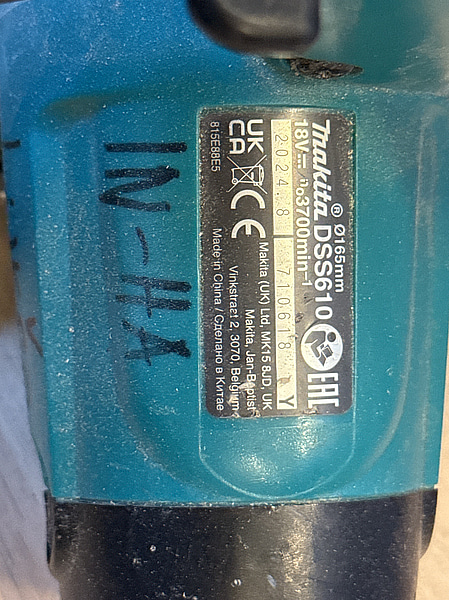 Makita® DSS610
Ø165mm
18V⎓ n₀3700min⁻¹
2024.8 710618 Y
UK
CA
CE
EAC
Makita (UK) Ltd, MK15 8JD, UK
Makita, Jan-Baptist
Vinkstraat 2, 3070, Belgium
Made in China / Сделано в Китае
815E88E5
IN-HA